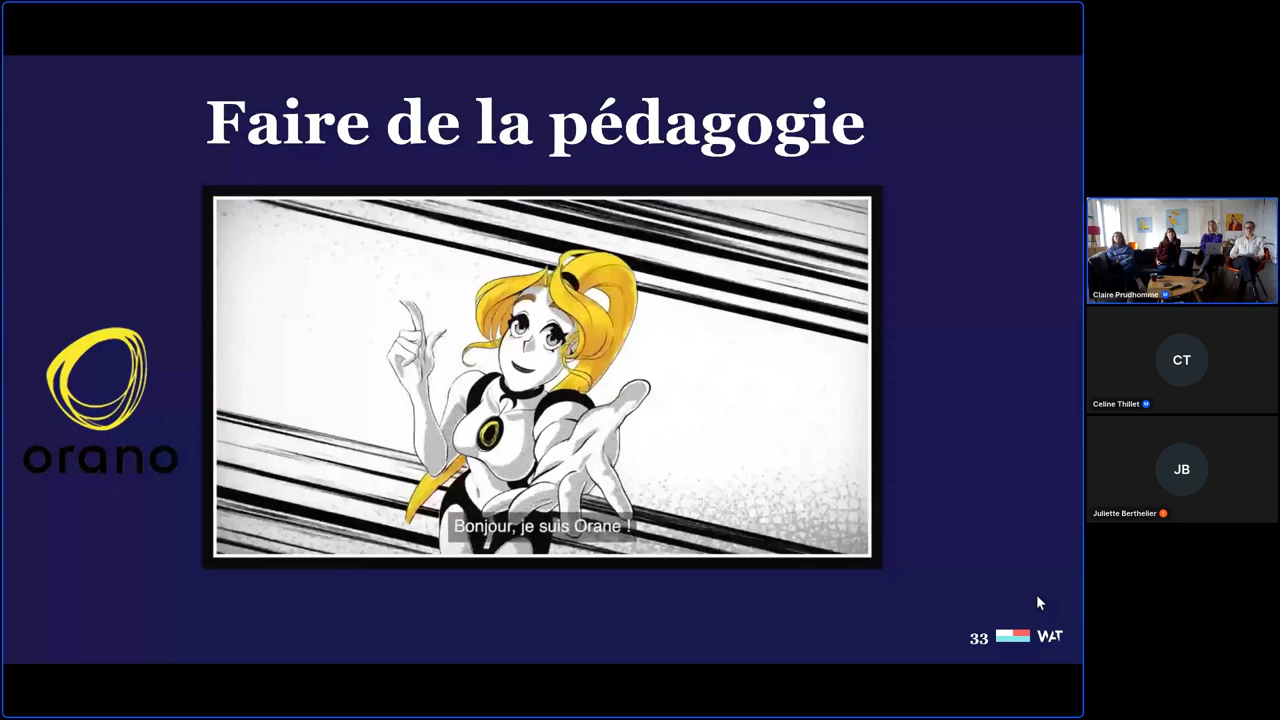 Faire de la pédagogie
orano
Bonjour, je suis Orane !
33
WAT
Claire Prudhomme
CT
Celine Thillet
JB
Juliette Berthelier